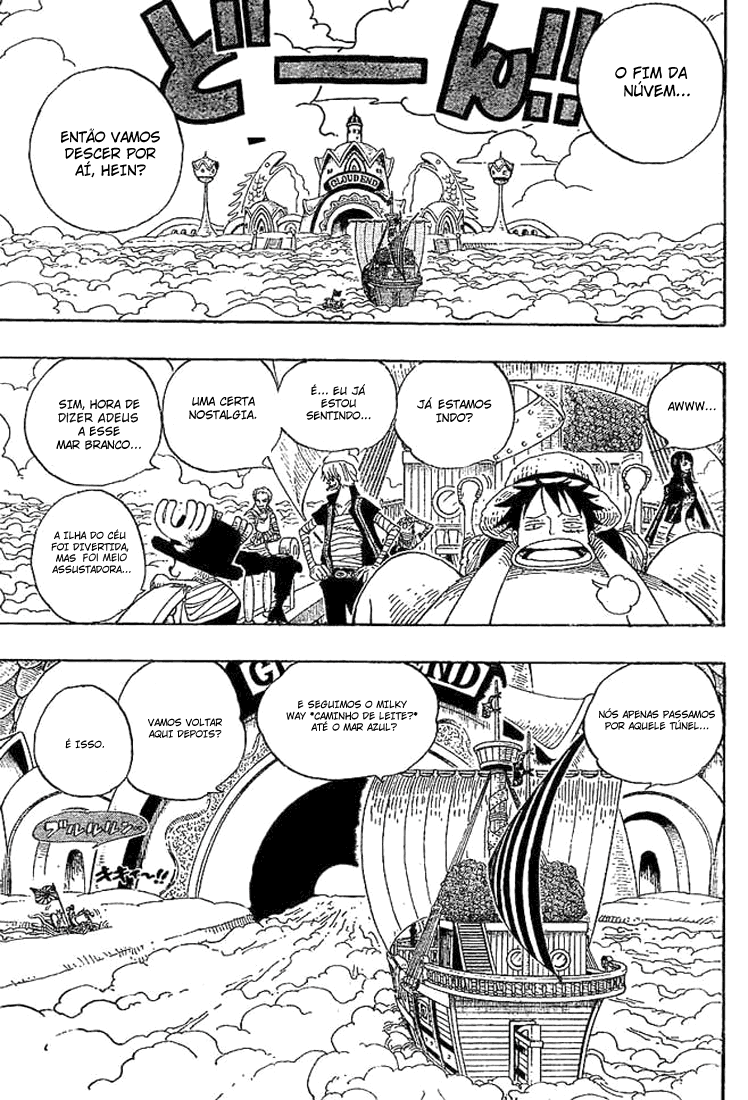 どーん!!
O FIM DA
NÚVEM...
ENTÃO VAMOS
DESCER POR
AÍ, HEIN?
CLOUD END
AWWW...
JÁ ESTAMOS
INDO?
É... EU JÁ
ESTOU
SENTINDO...
UMA CERTA
NOSTALGIA.
SIM, HORA DE
DIZER ADEUS
A ESSE
MAR BRANCO...
A ILHA DO CÉU
FOI DIVERTIDA,
MAS FOI MEIO
ASSUSTADORA...
CLOUD END
NÓS APENAS PASSAMOS
POR AQUELE TÚNEL...
E SEGUIMOS O MILKY
WAY *CAMINHO DE LEITE?*
ATÉ O MAR AZUL?
VAMOS VOLTAR
AQUI DEPOIS?
É ISSO.